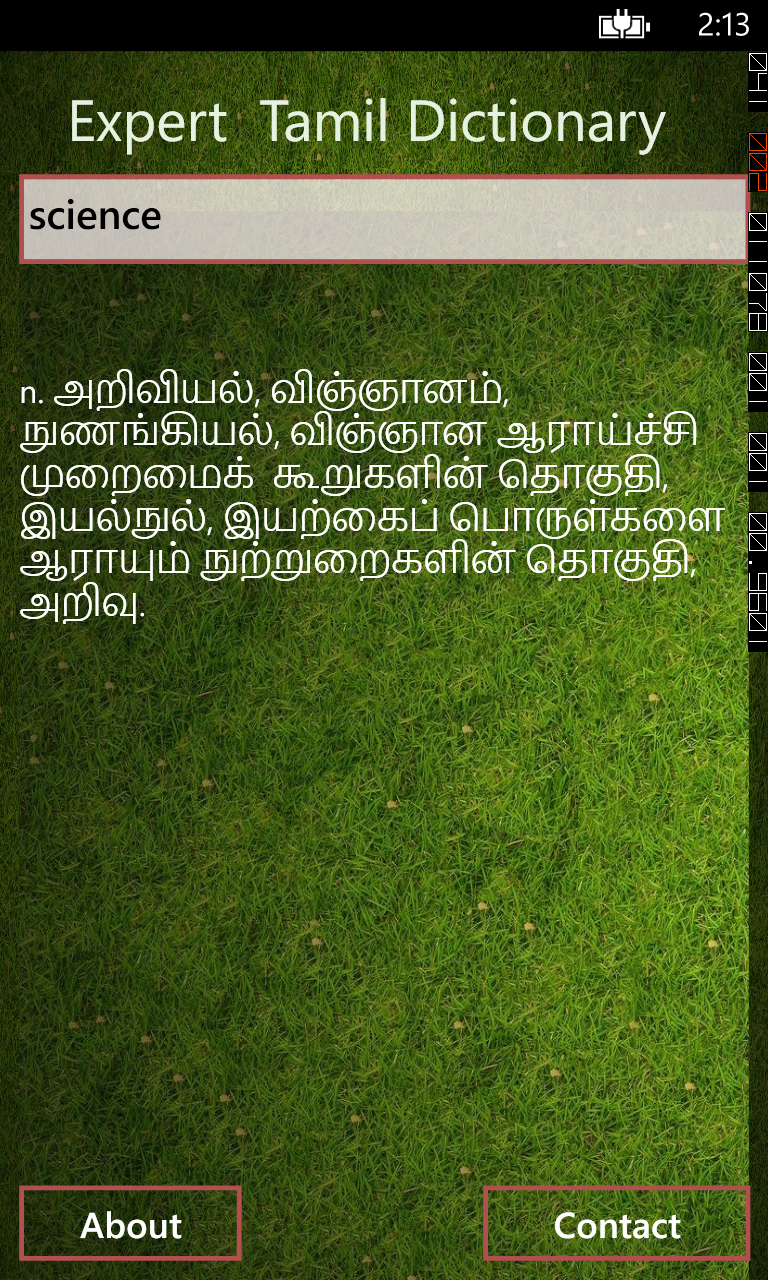 2:13
Expert Tamil Dictionary
science
n. அறிவியல், விஞ்ஞானம்,
நுணங்கியல், விஞ்ஞான ஆராய்ச்சி
முறைமைக் கூறுகளின் தொகுதி,
இயல்நுல், இயற்கைப் பொருள்களை
ஆராயும் நுற்றுறைகளின் தொகுதி,
அறிவு.
About
Contact